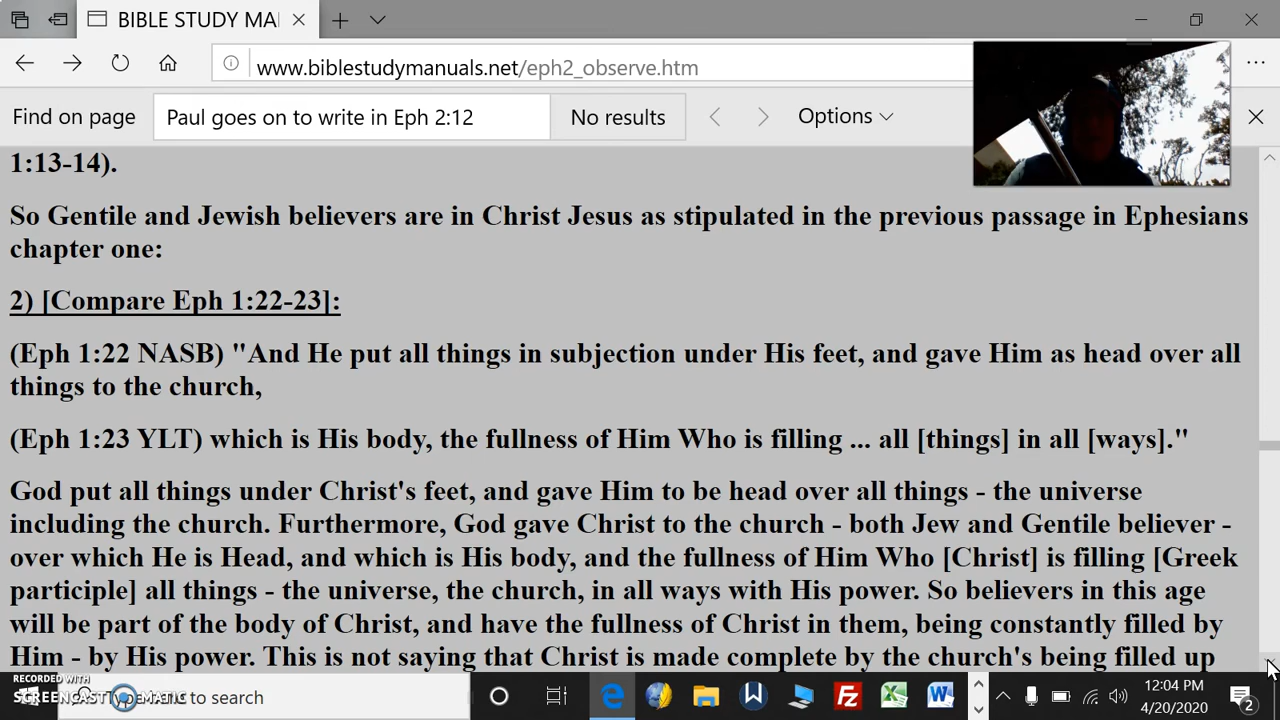 BIBLE STUDY MA
www.biblestudymanuals.net/eph2_observe.htm
Find on page
Paul goes on to write in Eph 2:12
No results
Options
1:13-14).
So Gentile and Jewish believers are in Christ Jesus as stipulated in the previous passage in Ephesians
chapter one:
2) [Compare Eph 1:22-23]:
(Eph 1:22 NASB) "And He put all things in subjection under His feet, and gave Him as head over all
things to the church,
(Eph 1:23 YLT) which is His body, the fullness of Him Who is filling ... all [things] in all [ways]."
God put all things under Christ's feet, and gave Him to be head over all things - the universe
including the church. Furthermore, God gave Christ to the church - both Jew and Gentile believer -
over which He is Head, and which is His body, and the fullness of Him Who [Christ] is filling [Greek
participle] all things - the universe, the church, in all ways with His power. So believers in this age
will be part of the body of Christ, and have the fullness of Christ in them, being constantly filled by
Him - by His power. This is not saying that Christ is made complete by the church's being filled up
RECORDED WITH
SCREENCAST MATIC
to search
12:04 PM
4/20/2020
2